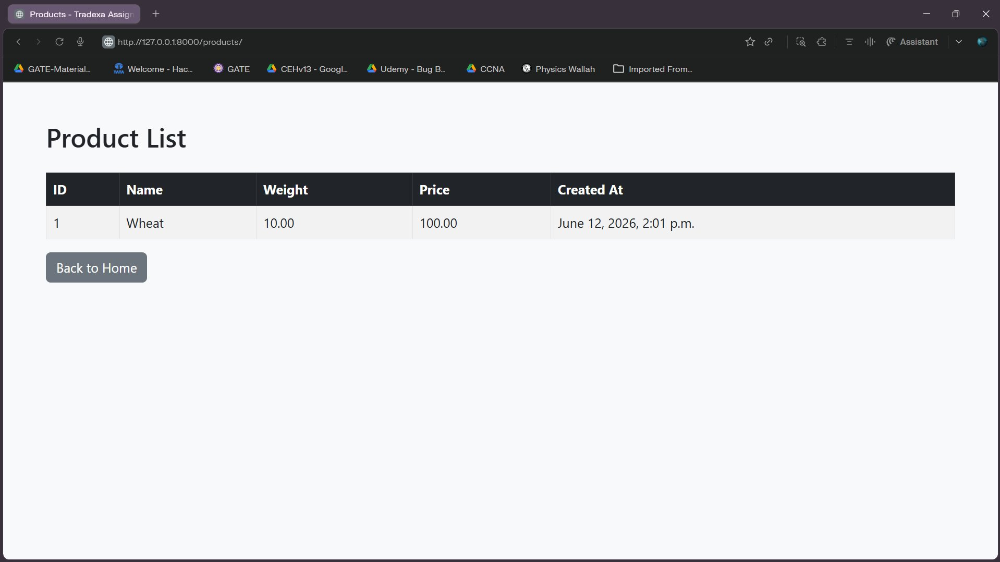 Products - Tradexa Assign
http://127.0.0.1:8000/products/
Assistant
GATE-Material...
TATA
Welcome - Hac...
GATE
CEHv13 - Googl...
Udemy - Bug B...
CCNA
Physics Wallah
Imported From...
Product List
ID Name Weight Price Created At
1 Wheat 10.00 100.00 June 12, 2026, 2:01 p.m.
Back to Home